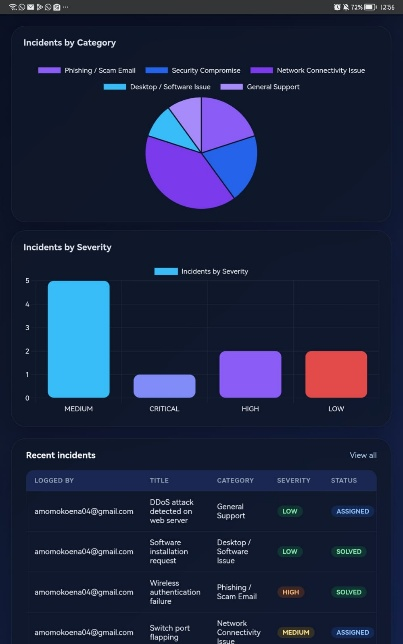 72% 12:56
Incidents by Category
Phishing / Scam Email Security Compromise Network Connectivity Issue
Desktop / Software Issue General Support
Incidents by Severity
Incidents by Severity
5
4
3
2
1
0
MEDIUM CRITICAL HIGH LOW
Recent incidents View all
LOGGED BY TITLE CATEGORY SEVERITY STATUS
amomokoena04@gmail.com DDoS attack detected on web server General Support LOW ASSIGNED
amomokoena04@gmail.com Software installation request Desktop / Software Issue LOW SOLVED
amomokoena04@gmail.com Wireless authentication failure Phishing / Scam Email HIGH SOLVED
amomokoena04@gmail.com Switch port flapping Network Connectivity Issue MEDIUM ASSIGNED